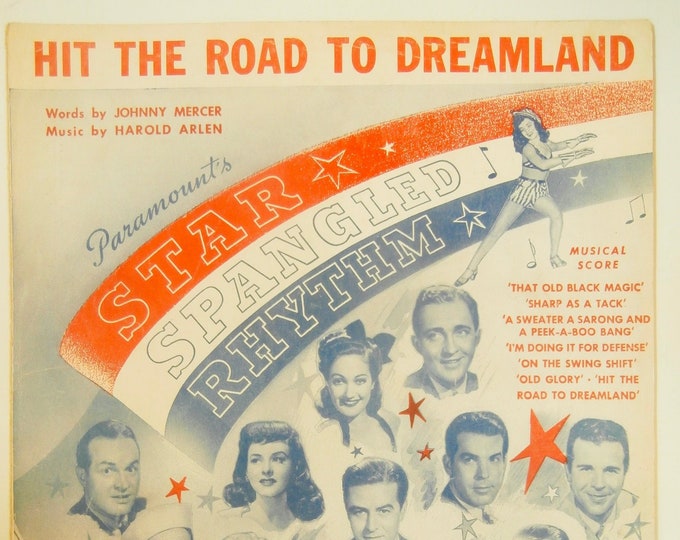 HIT THE ROAD TO DREAMLAND
Words by JOHNNY MERCER
Music by HAROLD ARLEN
Paramount's
STAR
SPANGLED
RHYTHM
MUSICAL
SCORE
'THAT OLD BLACK MAGIC'
'SHARP AS A TACK'
'A SWEATER A SARONG AND
A PEEK-A-BOO BANG'
'I'M DOING IT FOR DEFENSE'
'ON THE SWING SHIFT'
'OLD GLORY' · 'HIT THE
ROAD TO DREAMLAND'